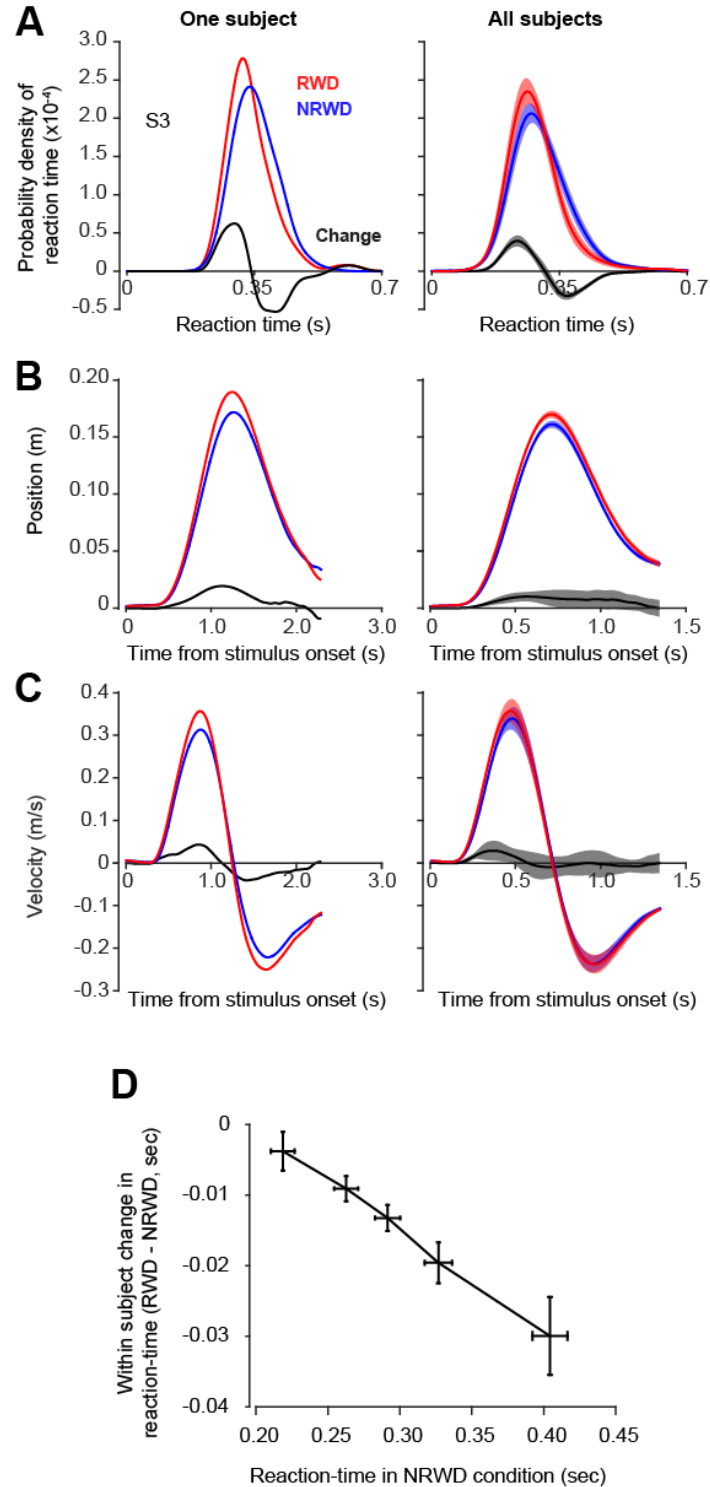 A
One subject
All subjects
Probability density of
reaction time (x10⁻⁴)
3.0
2.5
2.0
1.5
1.0
0.5
0
-0.5
S3
RWD
NRWD
Change
0
0.35
0.7
Reaction time (s)
0
0.35
0.7
Reaction time (s)
B
Position (m)
0.20
0.15
0.10
0.05
0
0
1.0
2.0
3.0
Time from stimulus onset (s)
0
0.5
1.0
1.5
Time from stimulus onset (s)
C
Velocity (m/s)
0.4
0.3
0.2
0.1
0
-0.1
-0.2
-0.3
0
1.0
2.0
3.0
Time from stimulus onset (s)
0
0.5
1.0
1.5
Time from stimulus onset (s)
D
Within subject change in
reaction-time (RWD - NRWD, sec)
0
-0.01
-0.02
-0.03
-0.04
0.20
0.25
0.30
0.35
0.40
0.45
Reaction-time in NRWD condition (sec)